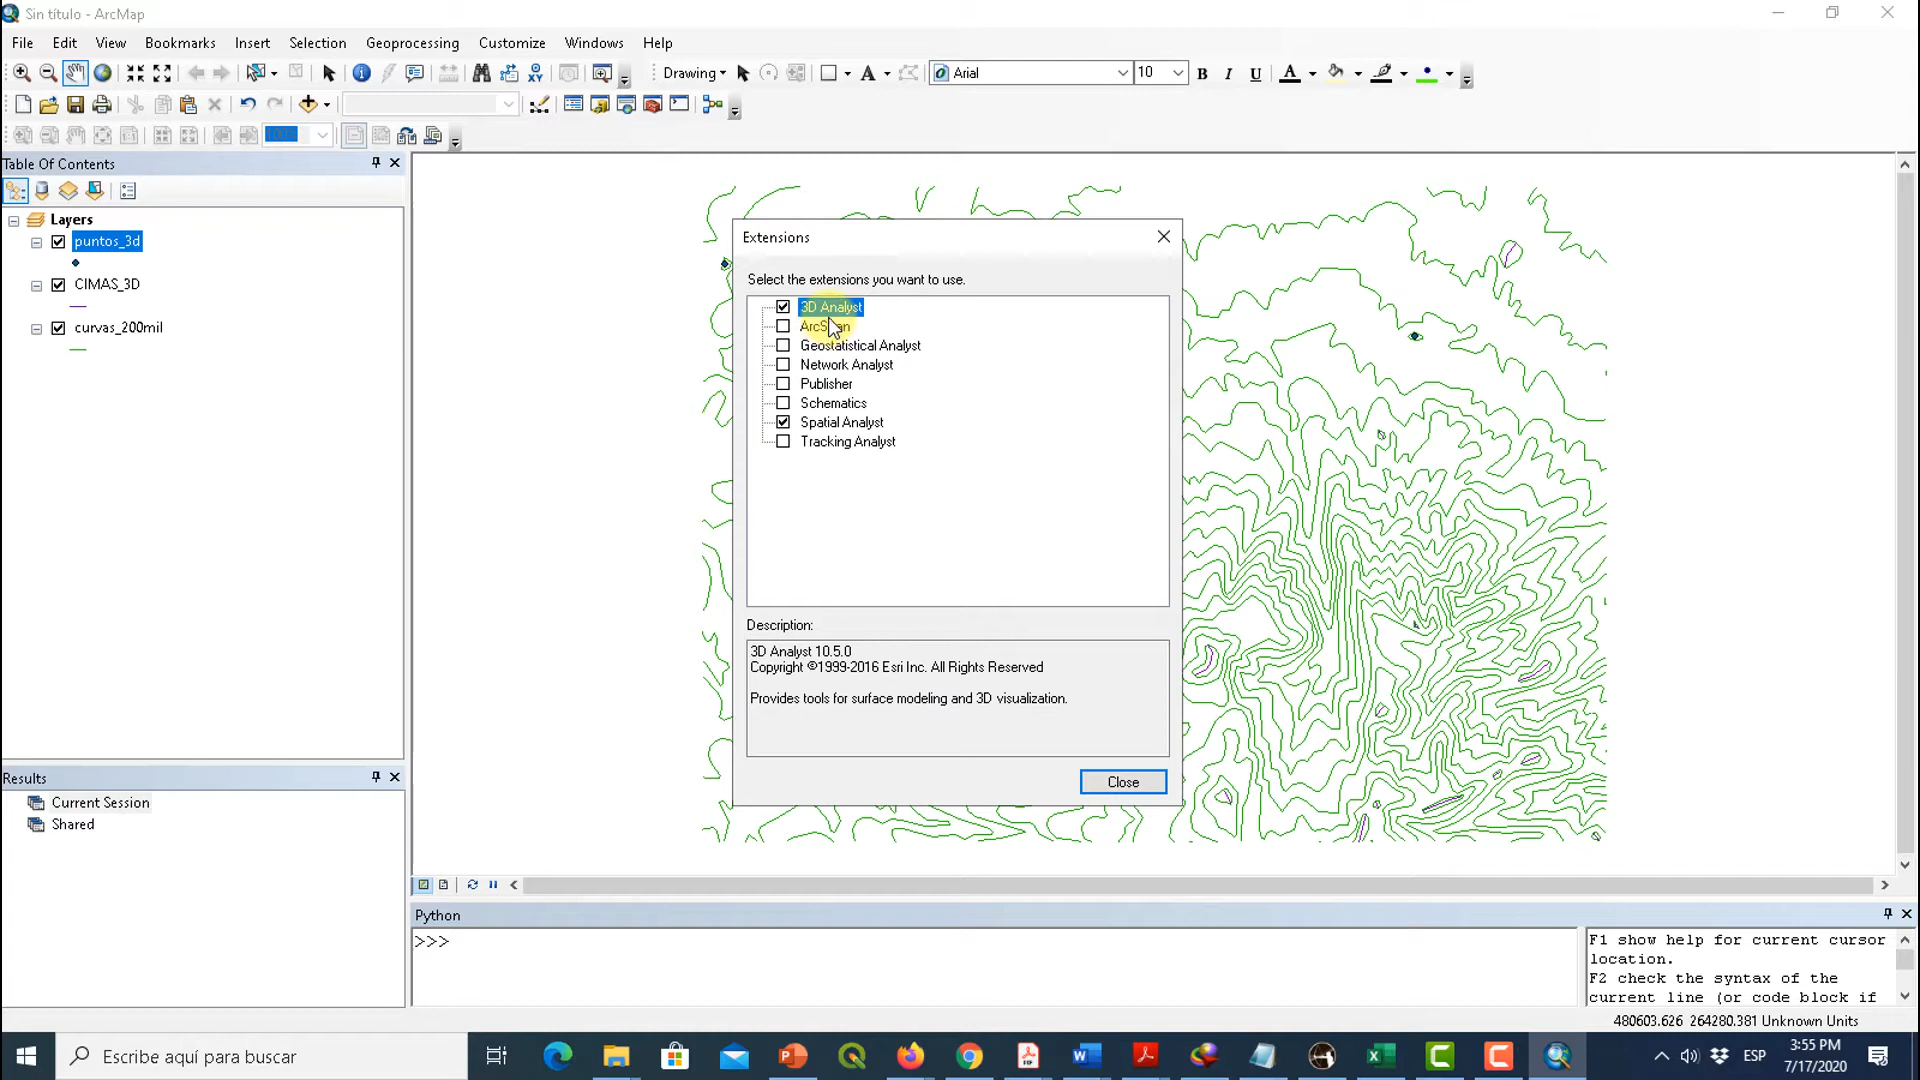 Sin título - ArcMap
File Edit View Bookmarks Insert Selection Geoprocessing Customize Windows Help
Drawing Arial 10 B I U A
Table Of Contents
Layers
puntos_3d
CIMAS_3D
curvas_200mil
Extensions
Select the extensions you want to use.
3D Analyst
ArcScan
Geostatistical Analyst
Network Analyst
Publisher
Schematics
Spatial Analyst
Tracking Analyst
Description:
3D Analyst 10.5.0
Copyright ©1999-2016 Esri Inc. All Rights Reserved
Provides tools for surface modeling and 3D visualization.
Close
Results
Current Session
Shared
Python
>>>
F1 show help for current cursor
location.
F2 check the syntax of the
current line (or code block if
480603.626 264280.381 Unknown Units
Escribe aquí para buscar
ESP
3:55 PM
7/17/2020